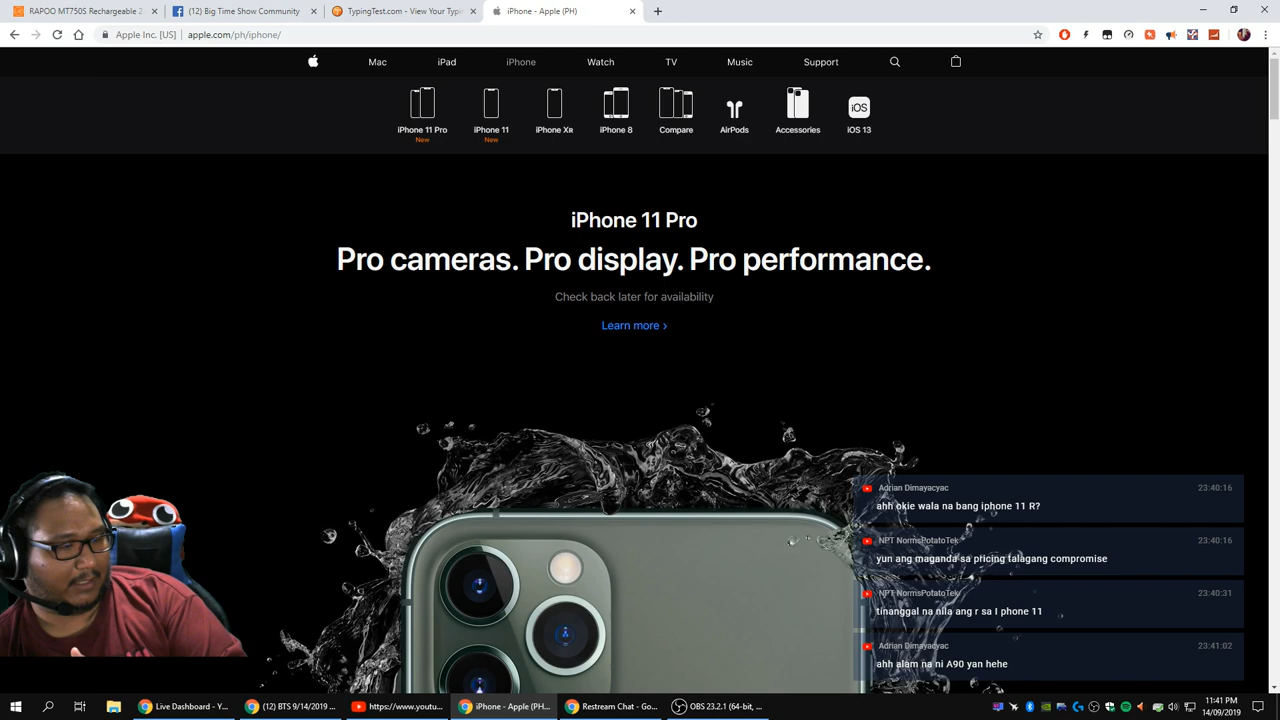 RAPOO MT750S Rechargeable 2
(12) Big Time Show Community
TypingTest.com - View Your Typin
iPhone - Apple (PH)
Apple Inc. [US] | apple.com/ph/iphone/
Mac
iPad
iPhone
Watch
TV
Music
Support
iPhone 11 Pro
New
iPhone 11
New
iPhone XR
iPhone 8
Compare
AirPods
Accessories
iOS
iOS 13
iPhone 11 Pro
Pro cameras. Pro display. Pro performance.
Check back later for availability
Learn more ›
Adrian Dimayacyac 23:40:16
ahh okie wala na bang iphone 11 R?
NPT NormsPotatoTek 23:40:16
yun ang maganda sa pricing talagang compromise
NPT NormsPotatoTek 23:40:31
tinanggal na nila ang r sa I phone 11
Adrian Dimayacyac 23:41:02
ahh alam na ni A90 yan hehe
Live Dashboard - Y...
(12) BTS 9/14/2019 ...
https://www.youtu...
iPhone - Apple (PH...
Restream Chat - Go...
OBS 23.2.1 (64-bit, ...
11:41 PM
14/09/2019